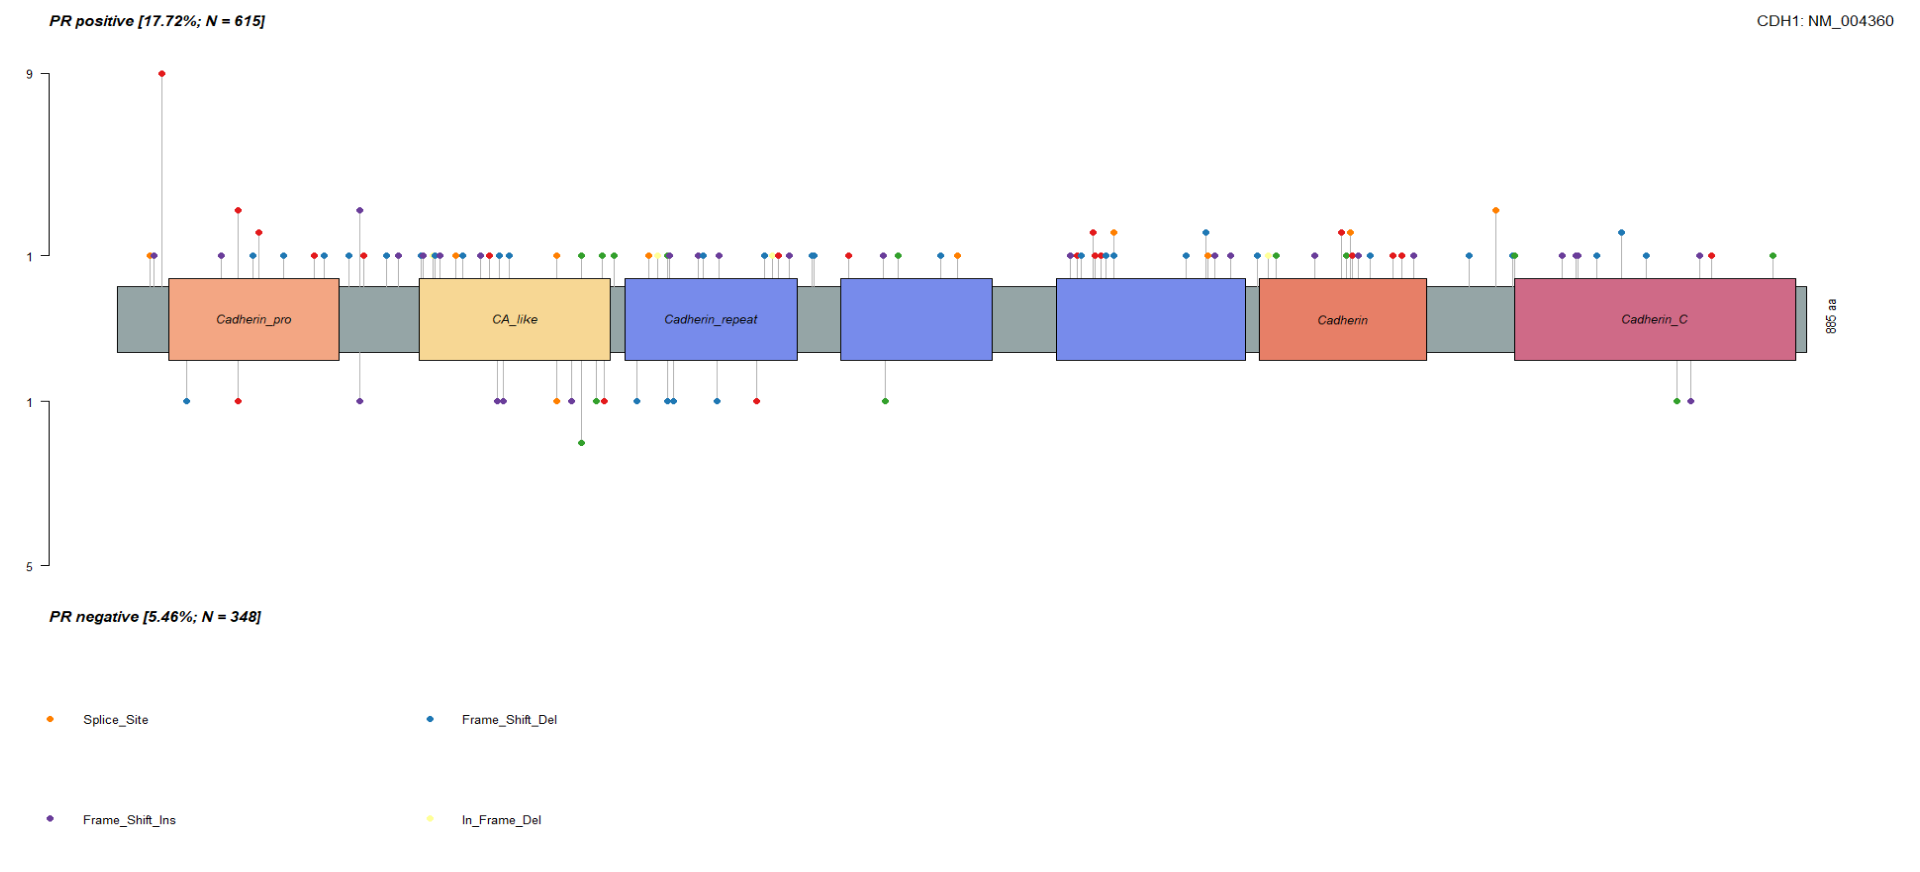 PR positive [17.72%; N = 615]
CDH1: NM_004360
9
1
Cadherin_pro
CA_like
Cadherin_repeat
Cadherin
Cadherin_C
885 aa
1
5
PR negative [5.46%; N = 348]
Splice_Site
Frame_Shift_Del
Frame_Shift_Ins
In_Frame_Del